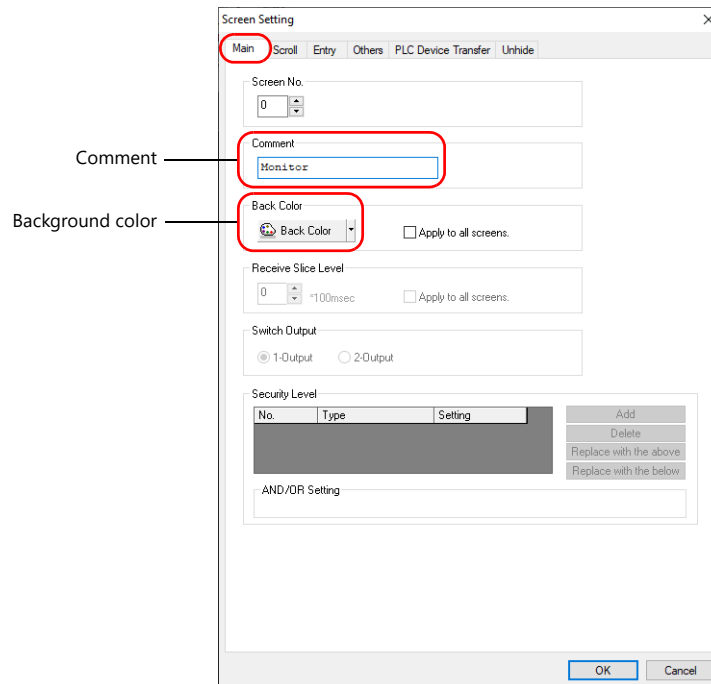 Screen Setting
Main Scroll Entry Others PLC Device Transfer Unhide
Screen No.
0
Comment
Comment
Monitor
Back Color
Background color
Back Color
Apply to all screens.
Receive Slice Level
0 *100msec Apply to all screens.
Switch Output
1-Output 2-Output
Security Level
No. Type Setting
Add
Delete
Replace with the above
Replace with the below
AND/OR Setting
OK Cancel